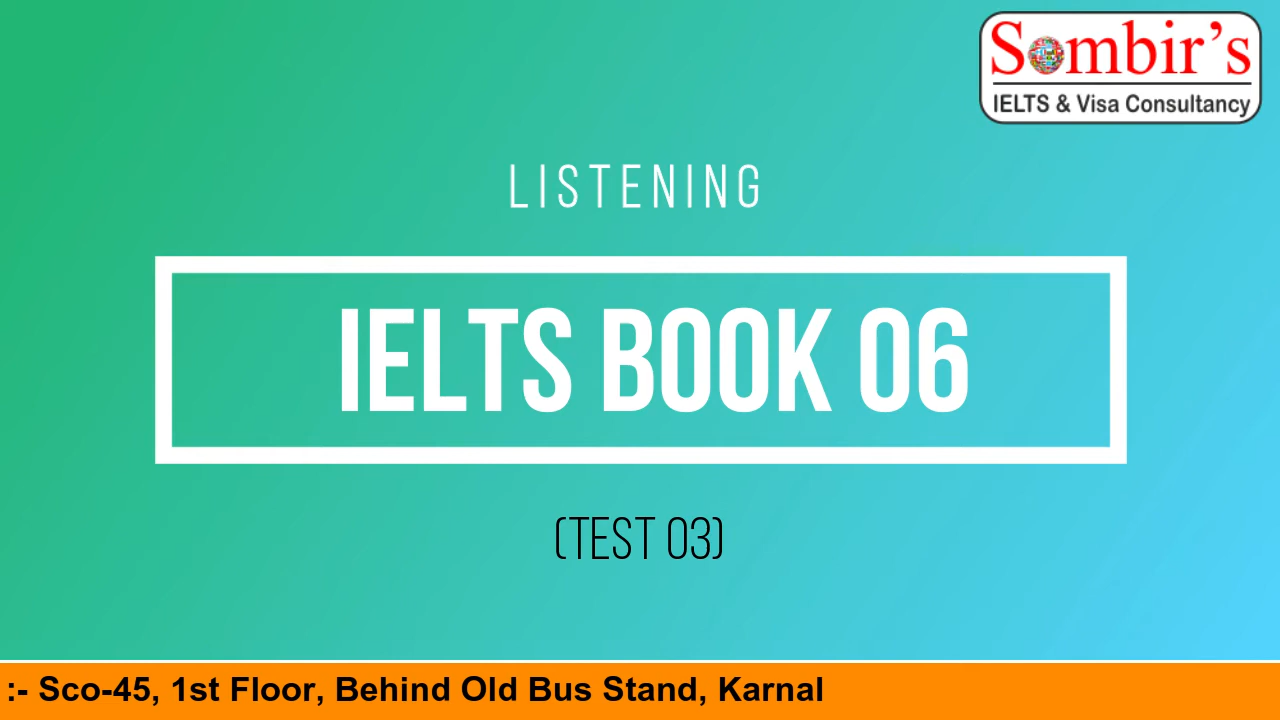 Sombir's
IELTS & Visa Consultancy
LISTENING
IELTS BOOK 06
(TEST 03)
:- Sco-45, 1st Floor, Behind Old Bus Stand, Karnal